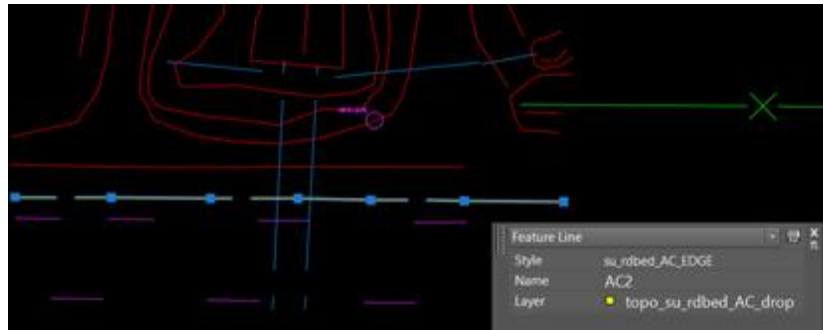 Feature Line
Style su_rdbed_AC_EDGE
Name AC2
Layer topo_su_rdbed_AC_drop